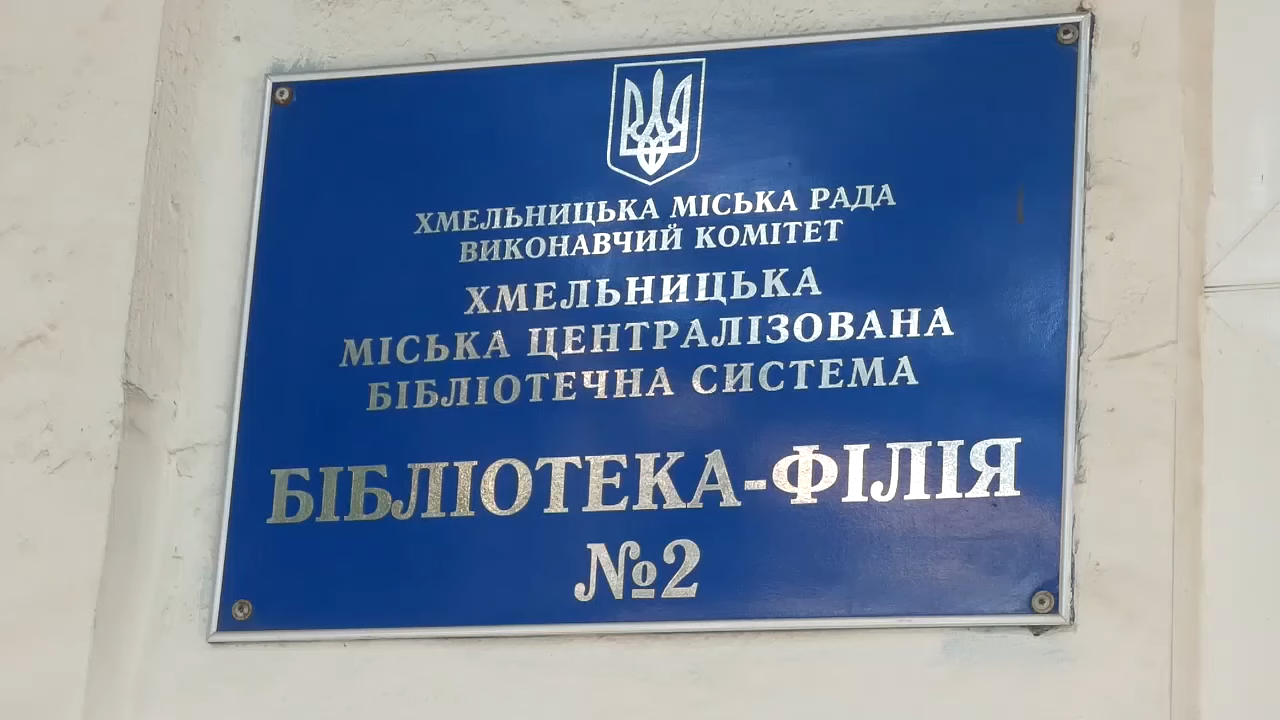 ХМЕЛЬНИЦЬКА МІСЬКА РАДА
ВИКОНАВЧИЙ КОМІТЕТ
ХМЕЛЬНИЦЬКА
МІСЬКА ЦЕНТРАЛІЗОВАНА
БІБЛІОТЕЧНА СИСТЕМА
БІБЛІОТЕКА-ФІЛІЯ
№2